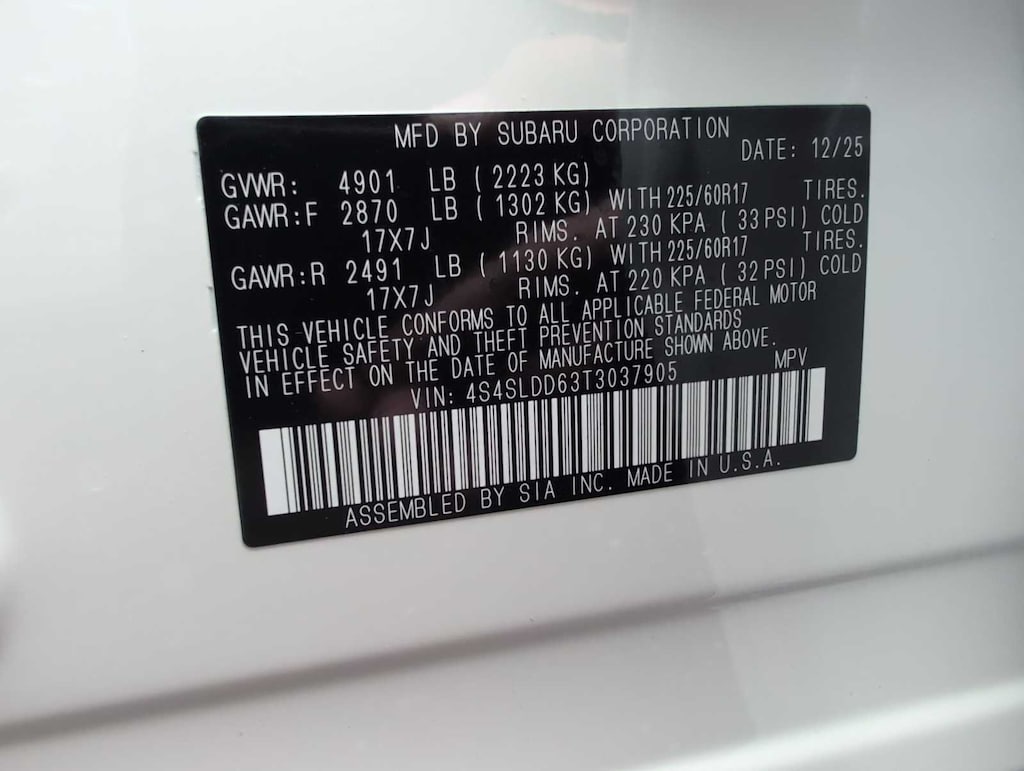 MFD BY SUBARU CORPORATION
DATE: 12/25
GVWR: 4901 LB ( 2223 KG)
GAWR:F 2870 LB ( 1302 KG) WITH 225/60R17 TIRES.
17X7J RIMS. AT 230 KPA ( 33 PSI) COLD
GAWR:R 2491 LB ( 1130 KG) WITH 225/60R17 TIRES.
17X7J RIMS. AT 220 KPA ( 32 PSI) COLD
THIS VEHICLE CONFORMS TO ALL APPLICABLE FEDERAL MOTOR
VEHICLE SAFETY AND THEFT PREVENTION STANDARDS
IN EFFECT ON THE DATE OF MANUFACTURE SHOWN ABOVE.
VIN: 4S4SLDD63T3037905 MPV
ASSEMBLED BY SIA INC. MADE IN U.S.A.